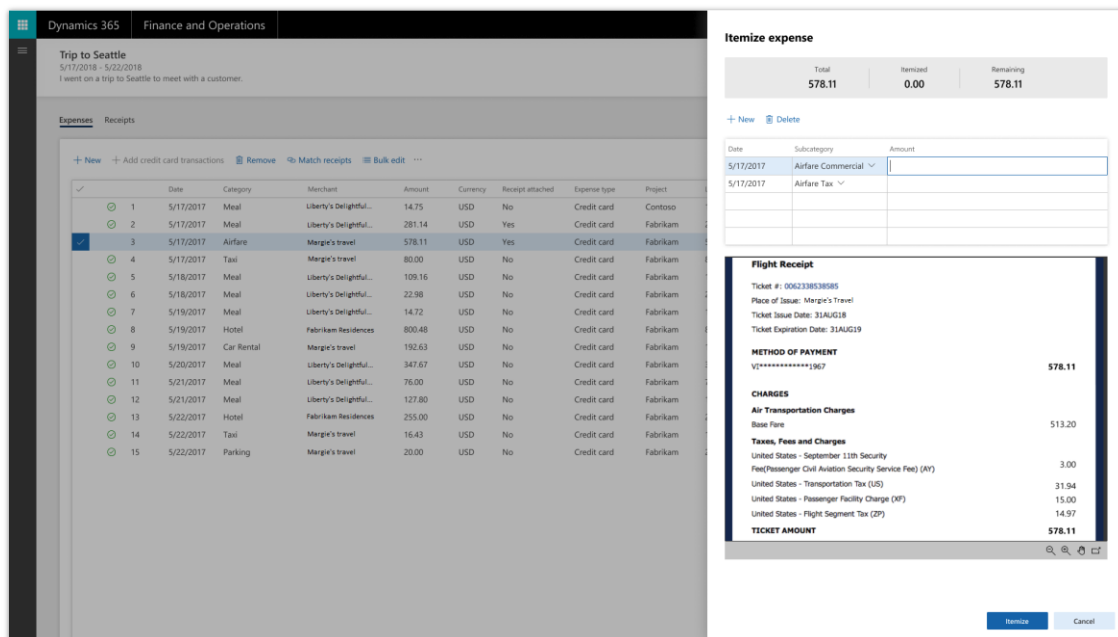 Dynamics 365 Finance and Operations
Trip to Seattle
5/17/2018 - 5/22/2018
I went on a trip to Seattle to meet with a customer.
Expenses Receipts
+ New + Add credit card transactions Remove Match receipts Bulk edit ...
Date Category Merchant Amount Currency Receipt attached Expense type Project
1 5/17/2017 Meal Liberty's Delightful... 14.75 USD No Credit card Contoso
2 5/17/2017 Meal Liberty's Delightful... 281.14 USD Yes Credit card Fabrikam
3 5/17/2017 Airfare Margie's travel 578.11 USD Yes Credit card Fabrikam
4 5/17/2017 Taxi Margie's travel 80.00 USD No Credit card Fabrikam
5 5/18/2017 Meal Liberty's Delightful... 109.16 USD No Credit card Fabrikam
6 5/18/2017 Meal Liberty's Delightful... 22.98 USD No Credit card Fabrikam
7 5/19/2017 Meal Liberty's Delightful... 14.72 USD No Credit card Fabrikam
8 5/19/2017 Hotel Fabrikam Residences 800.48 USD No Credit card Fabrikam
9 5/19/2017 Car Rental Margie's travel 192.63 USD No Credit card Fabrikam
10 5/20/2017 Meal Liberty's Delightful... 347.67 USD No Credit card Fabrikam
11 5/21/2017 Meal Liberty's Delightful... 76.00 USD No Credit card Fabrikam
12 5/21/2017 Meal Liberty's Delightful... 127.80 USD No Credit card Fabrikam
13 5/22/2017 Hotel Fabrikam Residences 255.00 USD No Credit card Fabrikam
14 5/22/2017 Taxi Margie's travel 16.43 USD No Credit card Fabrikam
15 5/22/2017 Parking Margie's travel 20.00 USD No Credit card Fabrikam
Itemize expense
Total Itemized Remaining
578.11 0.00 578.11
+ New Delete
Date Subcategory Amount
5/17/2017 Airfare Commercial
5/17/2017 Airfare Tax
Flight Receipt
Ticket #: 0062338538585
Place of Issue: Margie's Travel
Ticket Issue Date: 31AUG18
Ticket Expiration Date: 31AUG19
METHOD OF PAYMENT
VI************1967 578.11
CHARGES
Air Transportation Charges
Base Fare 513.20
Taxes, Fees and Charges
United States - September 11th Security
Fee(Passenger Civil Aviation Security Service Fee) (AY) 3.00
United States - Transportation Tax (US) 31.94
United States - Passenger Facility Charge (XF) 15.00
United States - Flight Segment Tax (ZP) 14.97
TICKET AMOUNT 578.11
Itemize Cancel